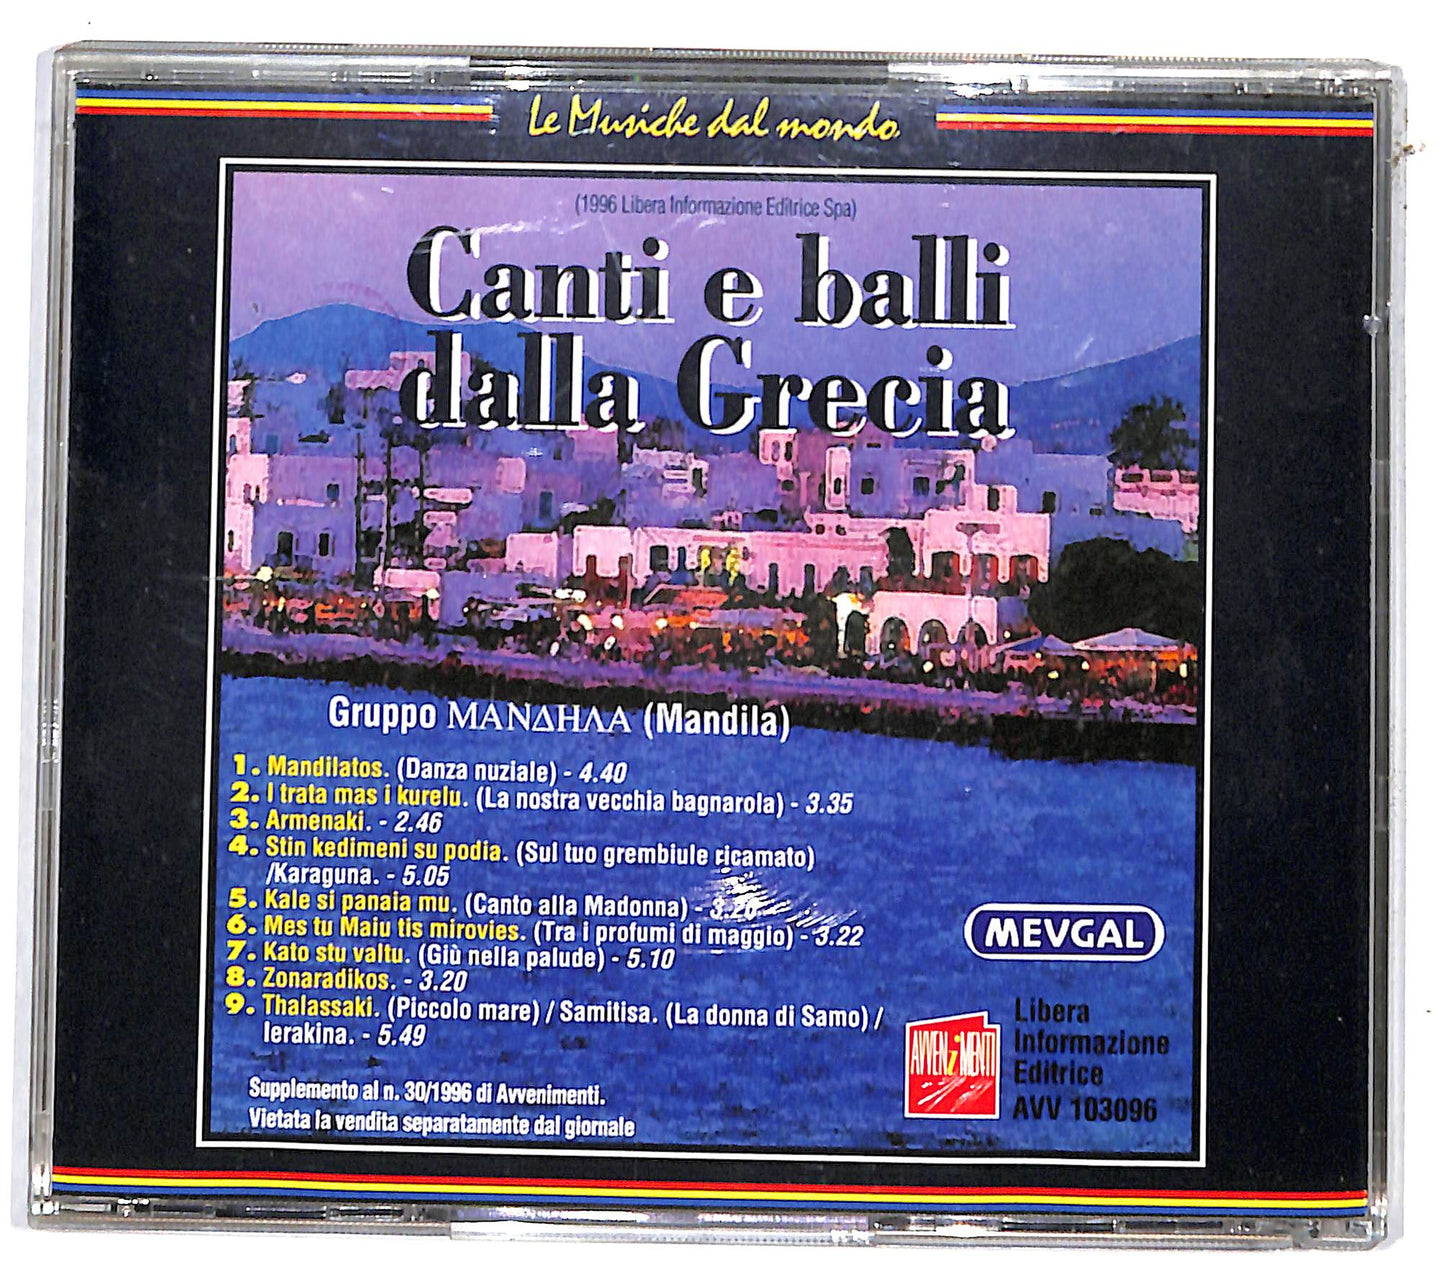 Le Musiche dal mondo
(1996 Libera Informazione Editrice Spa)
Canti e balli
dalla Grecia
Gruppo ΜΑΝΔΗΛΑ (Mandila)
1. Mandilatos. (Danza nuziale) - 4.40
2. I trata mas i kurelu. (La nostra vecchia bagnarola) - 3.35
3. Armenaki. - 2.46
4. Stin kedimeni su podia. (Sul tuo grembiule ricamato)
/Karaguna. - 5.05
5. Kale si panaia mu. (Canto alla Madonna) -
6. Mes tu Maiu tis mirovies. (Tra i profumi di maggio) - 3.22
7. Kato stu valtu. (Giù nella palude) - 5.10
8. Zonaradikos. - 3.20
9. Thalassaki. (Piccolo mare) / Samitisa. (La donna di Samo) /
Ierakina. - 5.49
MEVGAL
Supplemento al n. 30/1996 di Avvenimenti.
Vietata la vendita separatamente dal giornale
AVVENiMENTI
Libera
Informazione
Editrice
AVV 103096